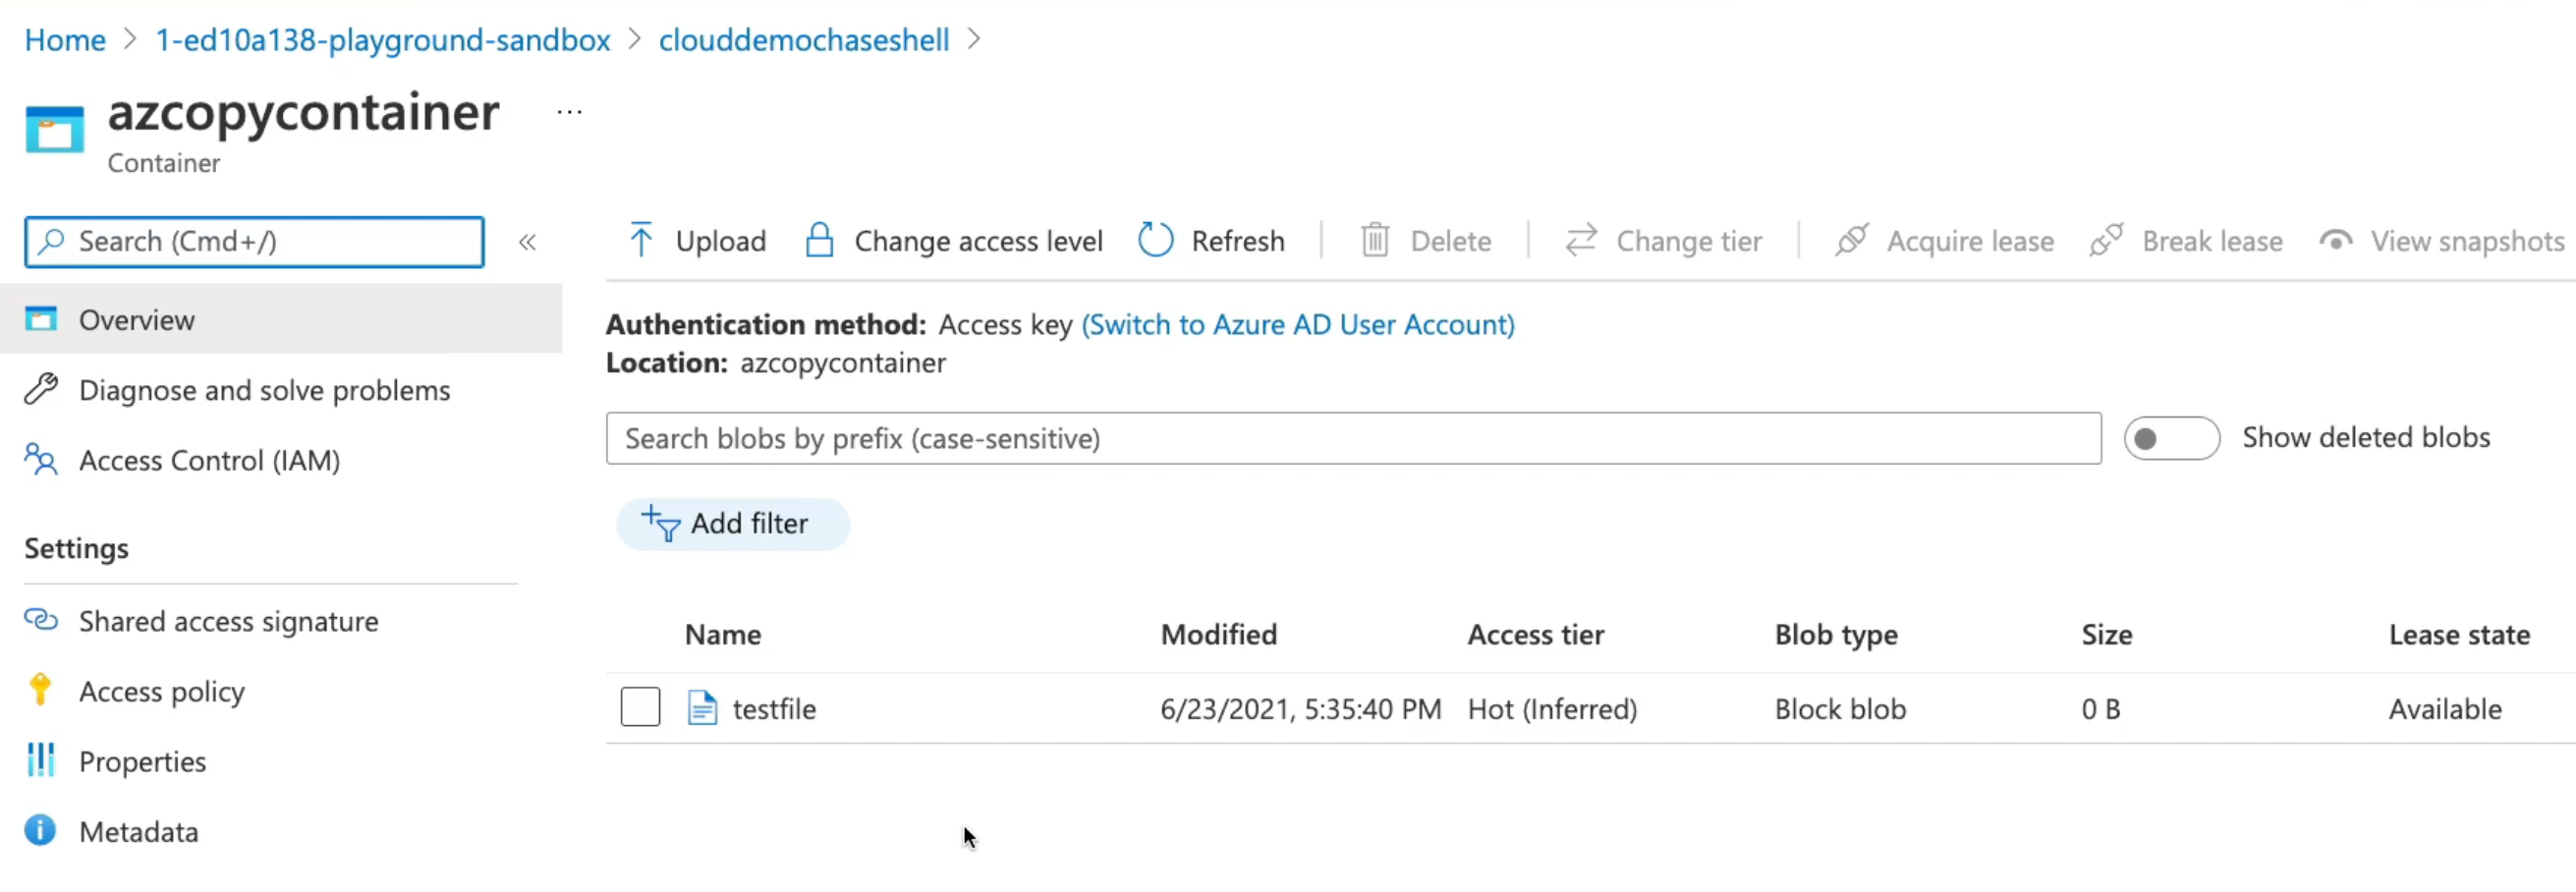 Home > 1-ed10a138-playground-sandbox > clouddemochaseshell >
azcopycontainer ...
Container
Search (Cmd+/) «
Overview
Diagnose and solve problems
Access Control (IAM)
Settings
Shared access signature
Access policy
Properties
Metadata
Upload Change access level Refresh Delete Change tier Acquire lease Break lease View snapshots
Authentication method: Access key (Switch to Azure AD User Account)
Location: azcopycontainer
Search blobs by prefix (case-sensitive) Show deleted blobs
Add filter
Name Modified Access tier Blob type Size Lease state
testfile 6/23/2021, 5:35:40 PM Hot (Inferred) Block blob 0 B Available